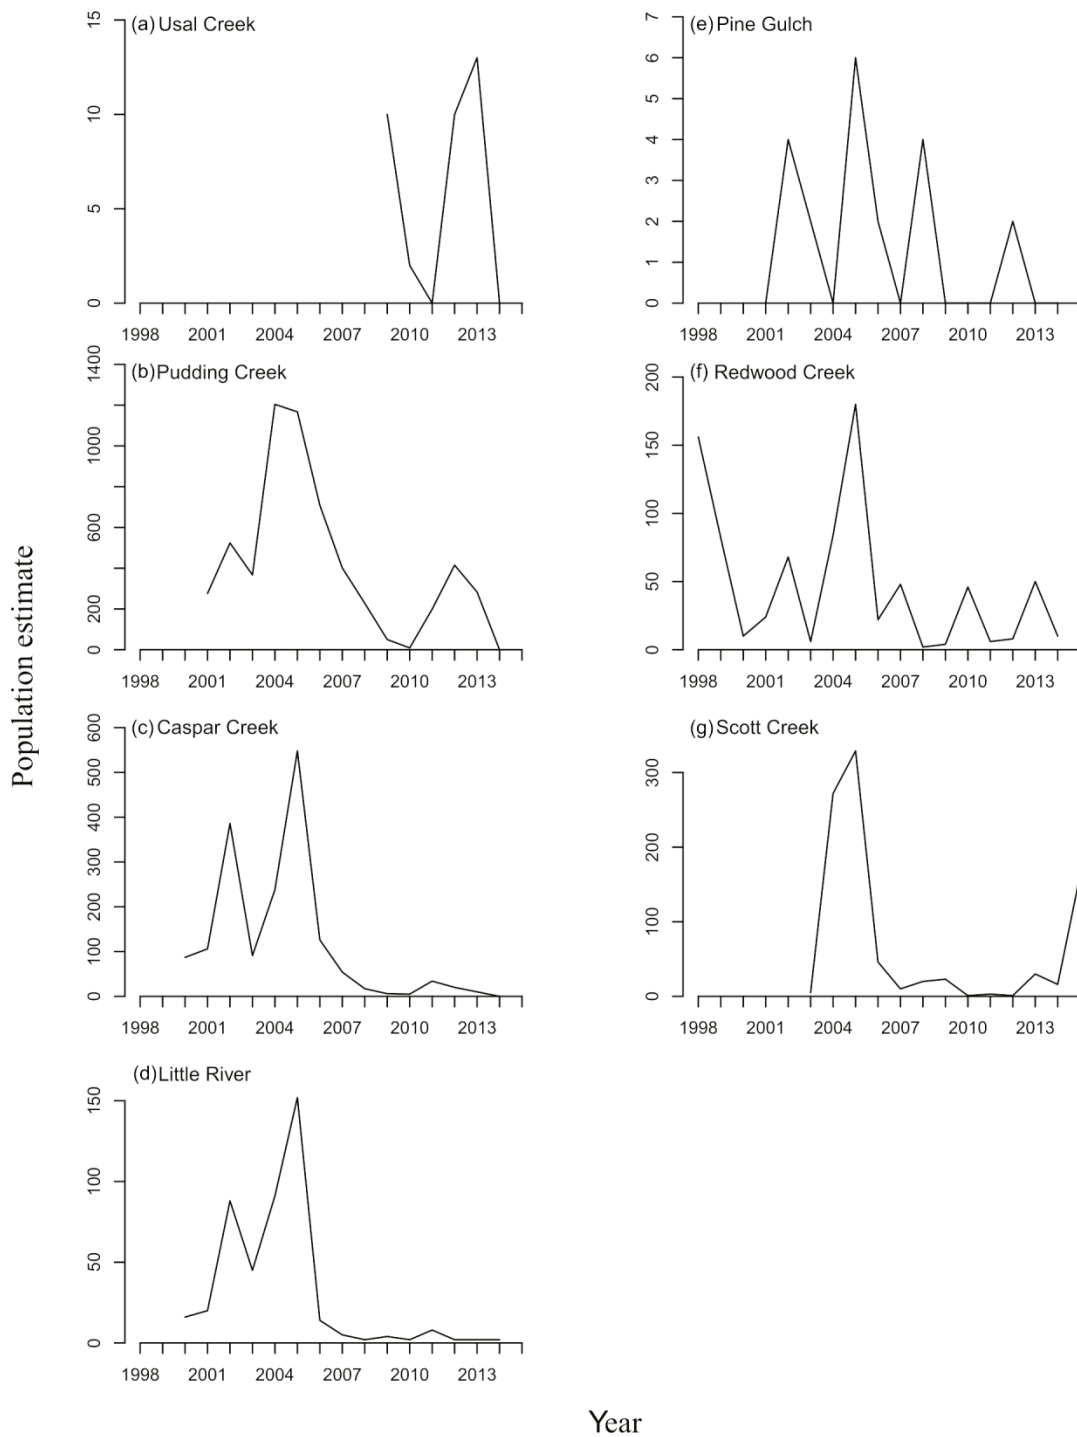 Population estimate
(a) Usal Creek
15
10
5
0
1998 2001 2004 2007 2010 2013
(b) Pudding Creek
1400
1000
600
200
0
1998 2001 2004 2007 2010 2013
(c) Caspar Creek
600
500
400
300
200
100
0
1998 2001 2004 2007 2010 2013
(d) Little River
150
100
50
0
1998 2001 2004 2007 2010 2013
(e) Pine Gulch
7
6
5
4
3
2
1
0
1998 2001 2004 2007 2010 2013
(f) Redwood Creek
200
150
100
50
0
1998 2001 2004 2007 2010 2013
(g) Scott Creek
300
200
100
0
1998 2001 2004 2007 2010 2013
Year